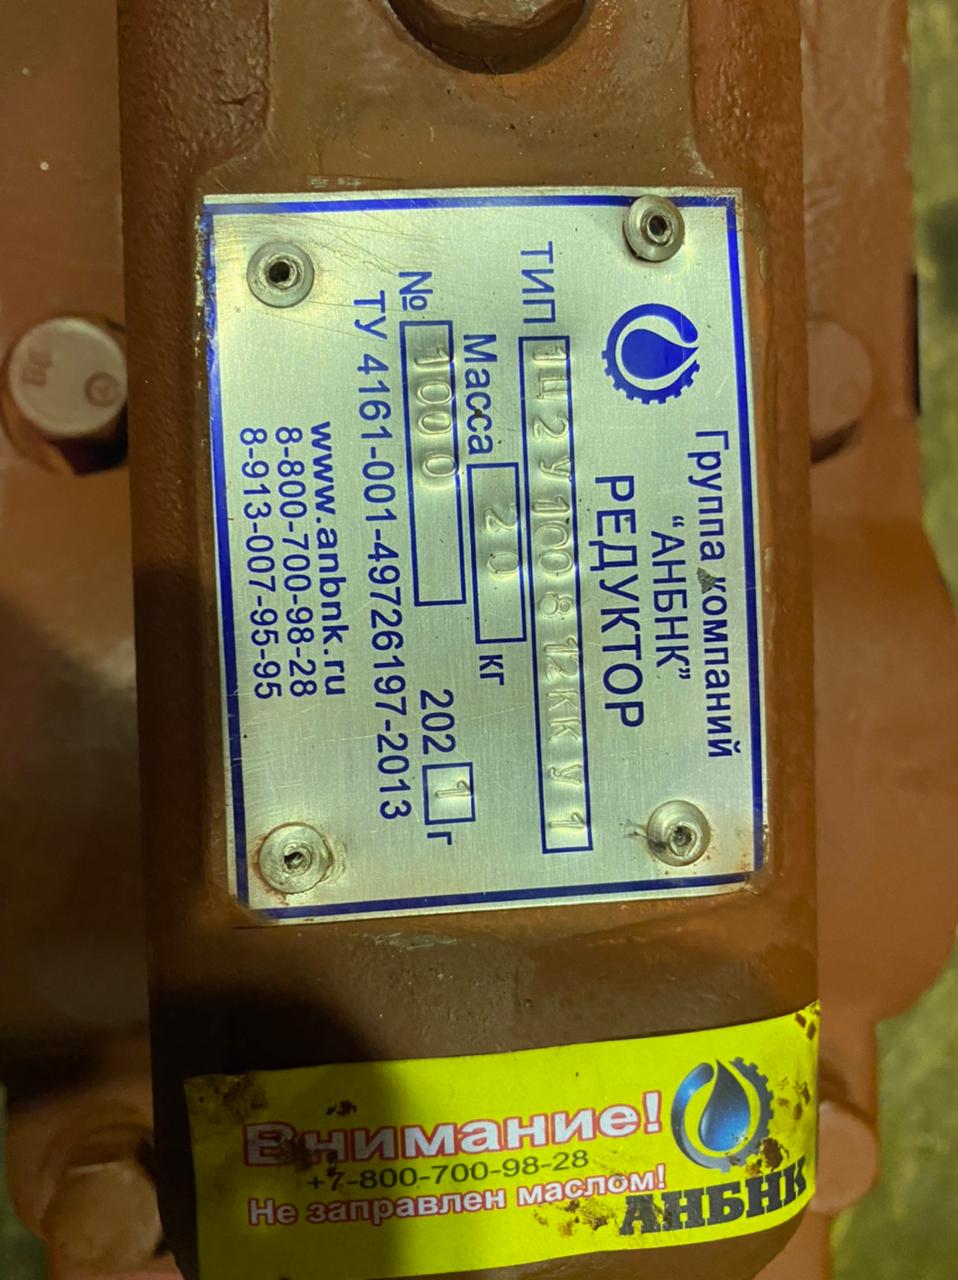 Группа компаний
“АНБНК”
РЕДУКТОР
ТИП 1Ц2У 100 8 12КК У1
Масса 20 кг
№ 1000 2021 г
ТУ 4161-001-49726197-2013
www.anbnk.ru
8-800-700-98-28
8-913-007-95-95
Внимание!
+7-800-700-98-28
Не заправлен маслом!
АНБНК